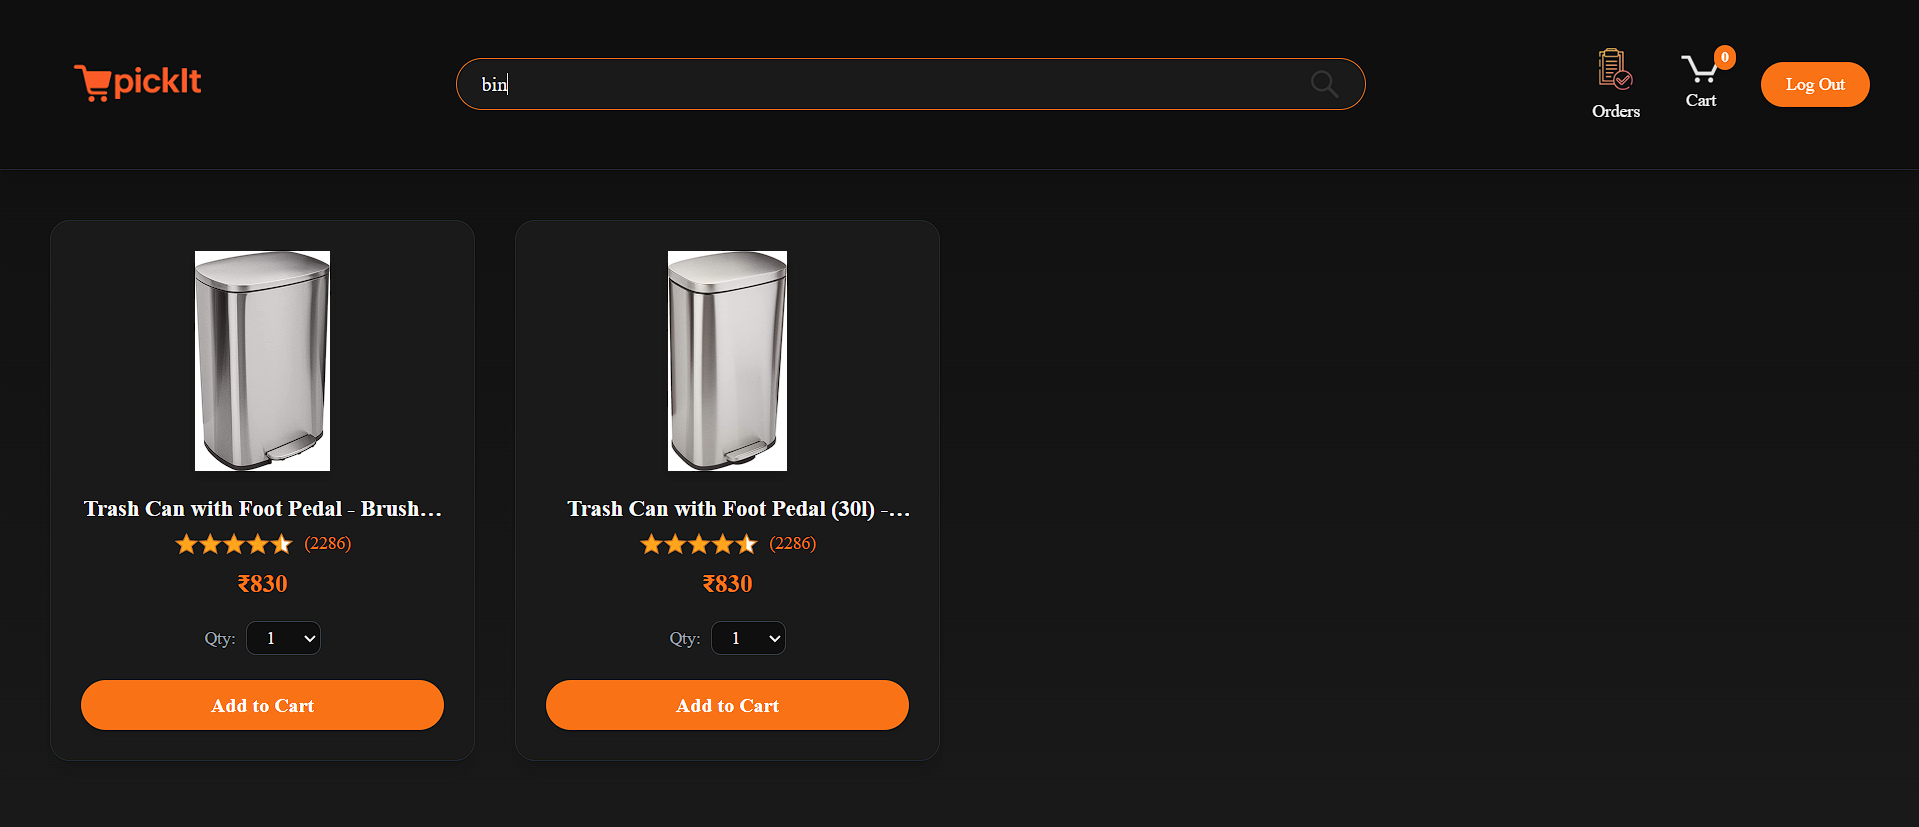 pickIt
bin
Orders
0
Cart
Log Out
Trash Can with Foot Pedal - Brush...
(2286)
₹830
Qty: 1
Add to Cart
Trash Can with Foot Pedal (30l) -...
(2286)
₹830
Qty: 1
Add to Cart